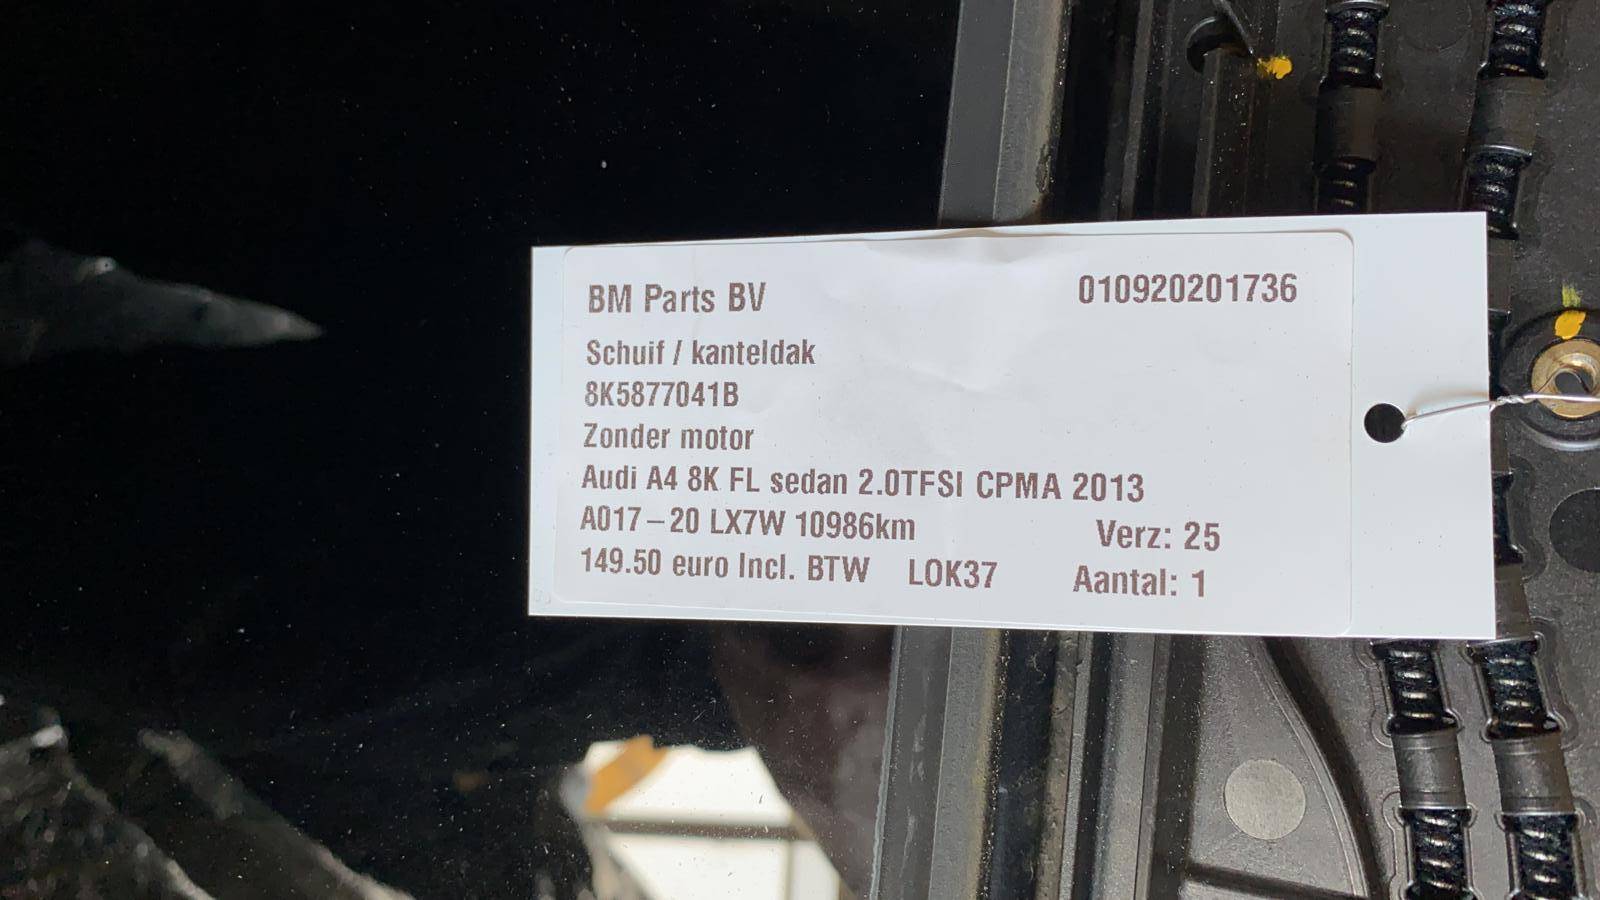 BM Parts BV 010920201736
Schuif / kanteldak
8K5877041B
Zonder motor
Audi A4 8K FL sedan 2.0TFSI CPMA 2013
A017-20 LX7W 10986km Verz: 25
149.50 euro Incl. BTW LOK37 Aantal: 1